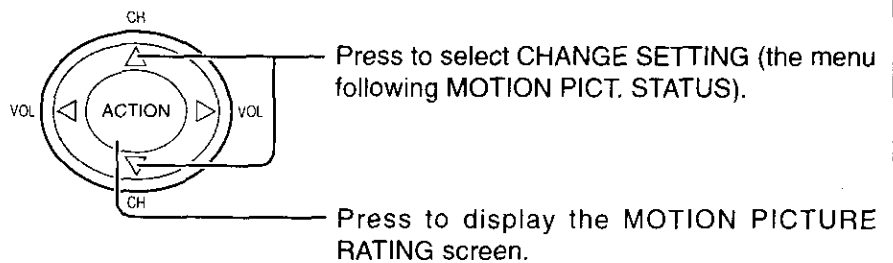 CH
Press to select CHANGE SETTING (the menu
following MOTION PICT. STATUS).
VOL
ACTION
VOL
CH
Press to display the MOTION PICTURE
RATING screen.